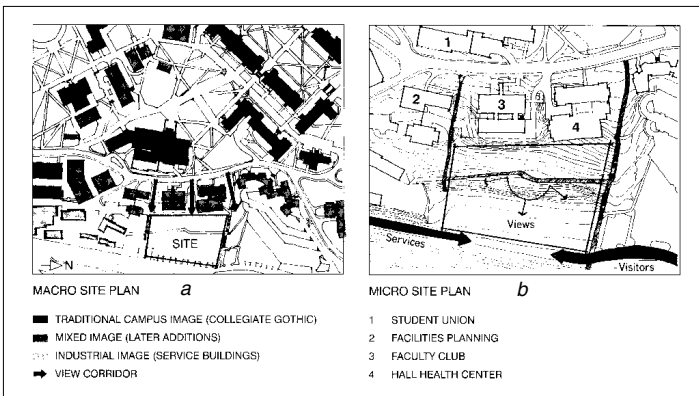 SITE
N
MACRO SITE PLAN a
TRADITIONAL CAMPUS IMAGE (COLLEGIATE GOTHIC)
MIXED IMAGE (LATER ADDITIONS)
INDUSTRIAL IMAGE (SERVICE BUILDINGS)
VIEW CORRIDOR
1
2
3
4
Views
Services
Visitors
MICRO SITE PLAN b
1 STUDENT UNION
2 FACILITIES PLANNING
3 FACULTY CLUB
4 HALL HEALTH CENTER